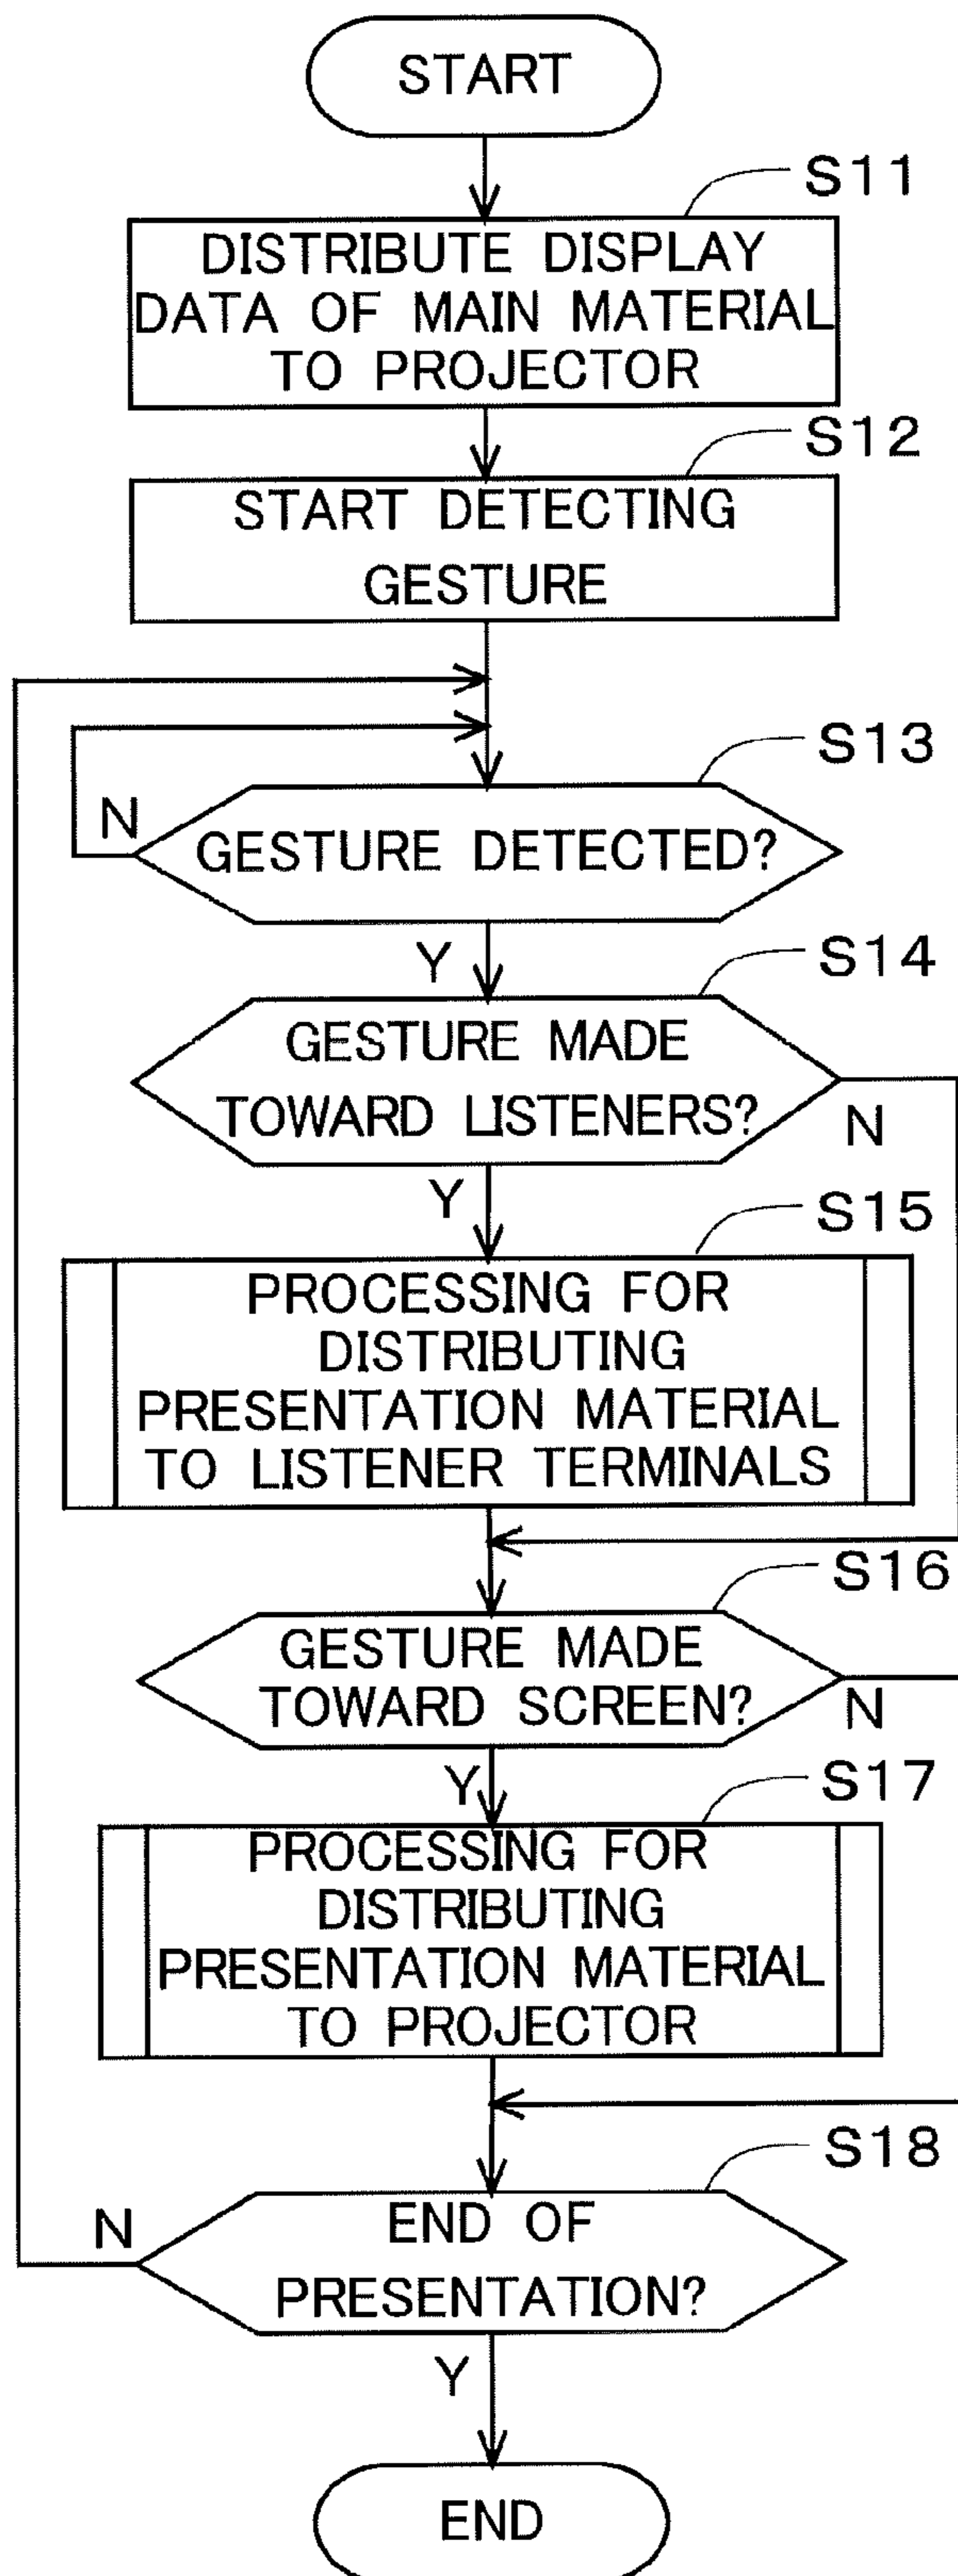 START
S11
DISTRIBUTE DISPLAY
DATA OF MAIN MATERIAL
TO PROJECTOR
S12
START DETECTING
GESTURE
S13
N
GESTURE DETECTED?
Y
S14
GESTURE MADE
TOWARD LISTENERS?
N
Y
S15
PROCESSING FOR
DISTRIBUTING
PRESENTATION MATERIAL
TO LISTENER TERMINALS
S16
GESTURE MADE
TOWARD SCREEN?
N
Y
S17
PROCESSING FOR
DISTRIBUTING
PRESENTATION MATERIAL
TO PROJECTOR
S18
N
END OF
PRESENTATION?
Y
END